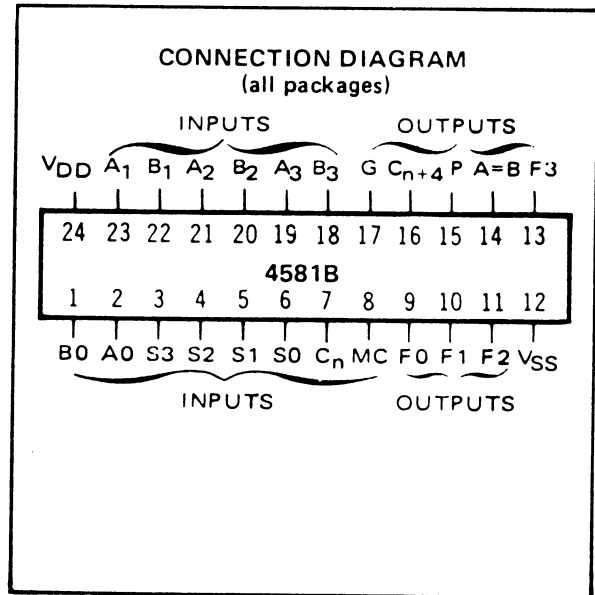 CONNECTION DIAGRAM
(all packages)
INPUTS OUTPUTS
VDD A1 B1 A2 B2 A3 B3 G Cn+4 P A=B F3
24 23 22 21 20 19 18 17 16 15 14 13
4581B
1 2 3 4 5 6 7 8 9 10 11 12
B0 A0 S3 S2 S1 S0 Cn MC F0 F1 F2 VSS
INPUTS OUTPUTS